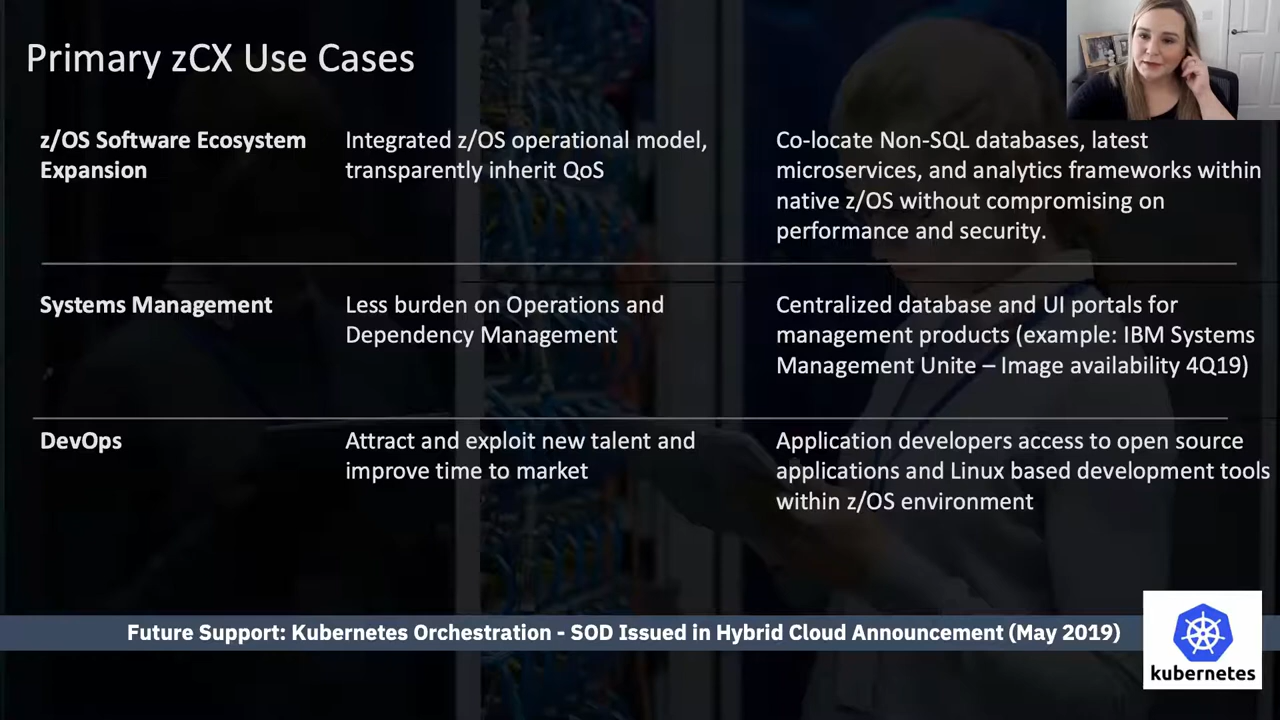 Primary zCX Use Cases
z/OS Software Ecosystem
Expansion
Integrated z/OS operational model,
transparently inherit QoS
Co-locate Non-SQL databases, latest
microservices, and analytics frameworks within
native z/OS without compromising on
performance and security.
Systems Management
Less burden on Operations and
Dependency Management
Centralized database and UI portals for
management products (example: IBM Systems
Management Unite – Image availability 4Q19)
DevOps
Attract and exploit new talent and
improve time to market
Application developers access to open source
applications and Linux based development tools
within z/OS environment
Future Support: Kubernetes Orchestration - SOD Issued in Hybrid Cloud Announcement (May 2019)
kubernetes